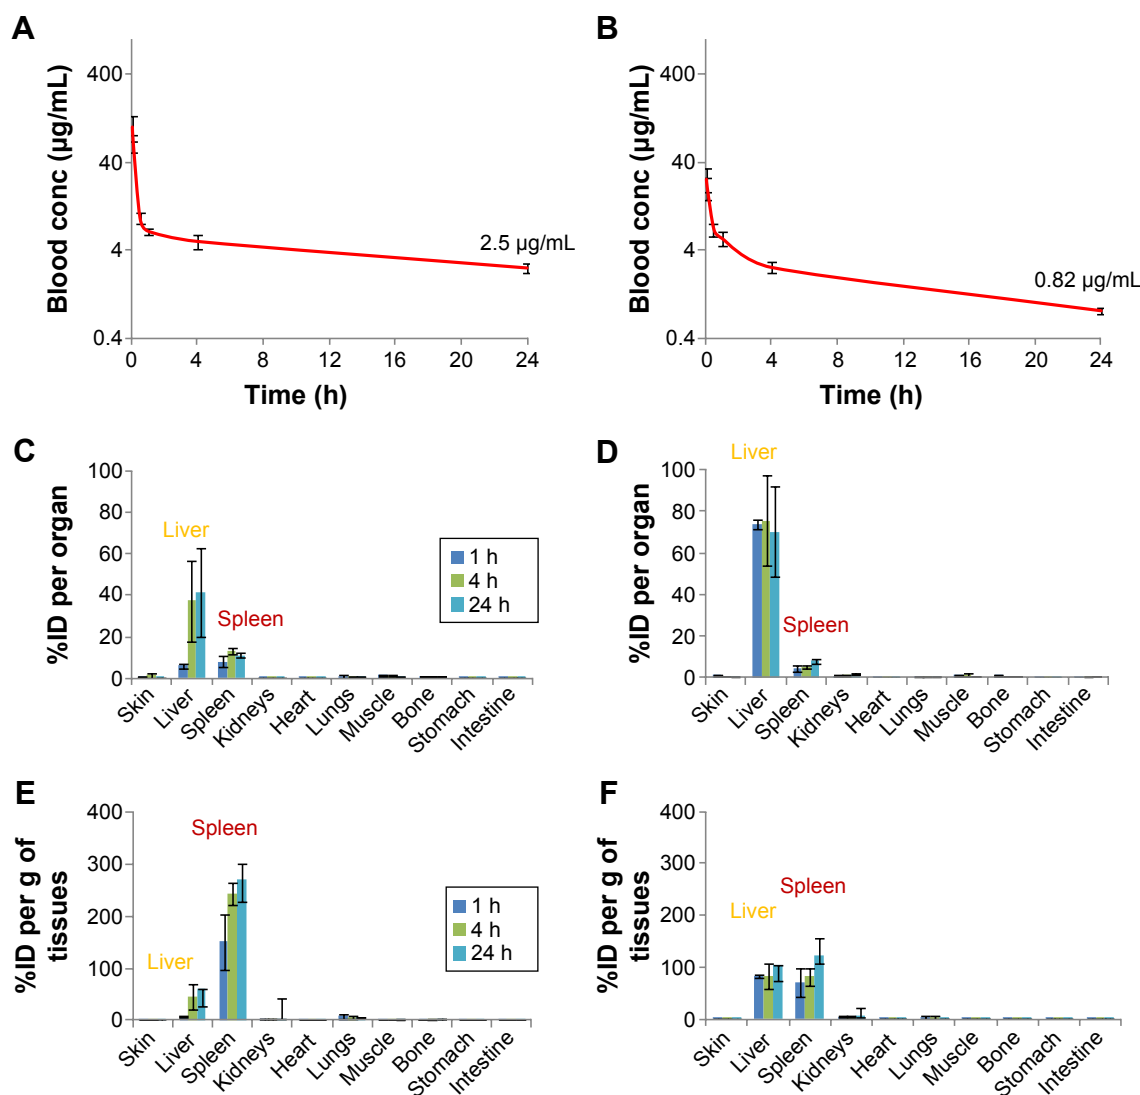 A
Blood conc (µg/mL)
400
40
4
0.4
2.5 µg/mL
0 4 8 12 16 20 24
Time (h)
B
Blood conc (µg/mL)
400
40
4
0.4
0.82 µg/mL
0 4 8 12 16 20 24
Time (h)
C
%ID per organ
100
80
60
40
20
0
Liver
Spleen
1 h
4 h
24 h
Skin Liver Spleen Kidneys Heart Lungs Muscle Bone Stomach Intestine
D
%ID per organ
100
80
60
40
20
0
Liver
Spleen
Skin Liver Spleen Kidneys Heart Lungs Muscle Bone Stomach Intestine
E
%ID per g of
tissues
400
300
200
100
0
Spleen
Liver
1 h
4 h
24 h
Skin Liver Spleen Kidneys Heart Lungs Muscle Bone Stomach Intestine
F
%ID per g of
tissues
400
300
200
100
0
Spleen
Liver
Skin Liver Spleen Kidneys Heart Lungs Muscle Bone Stomach Intestine